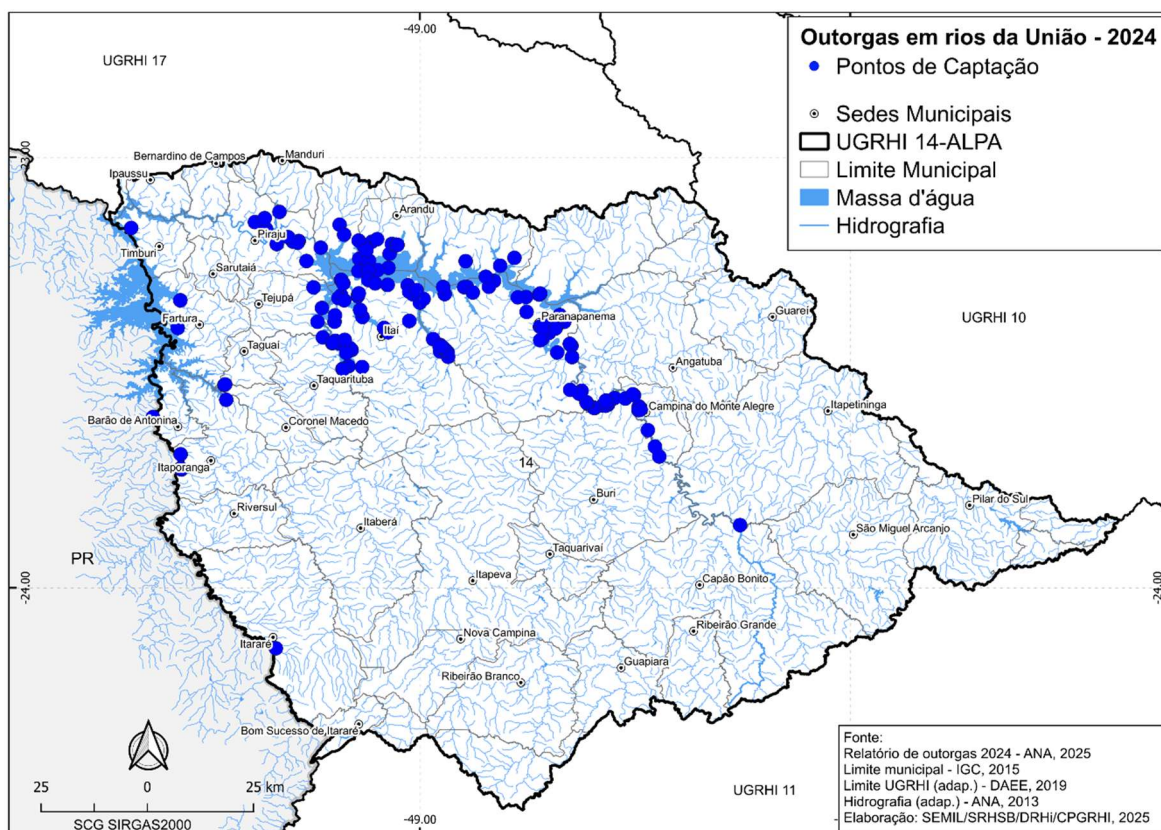 -49.00
UGRHI 17
Outorgas em rios da União - 2024
Pontos de Captação
Sedes Municipais
UGRHI 14-ALPA
Limite Municipal
Massa d'água
Hidrografia
Bernardino de Campos
Manduri
Ipaussu
Arandu
Piraju
Timburi
Sarutaiá
Tejupá
Fartura
Itaí
Paranapanema
Guareí
UGRHI 10
Taguaí
Angatuba
Taquarituba
Campina do Monte Alegre
Itapetininga
Barão de Antonina
Coronel Macedo
14
Itaporanga
Buri
Riversul
Itaberá
Pilar do Sul
São Miguel Arcanjo
PR
Taquarivaí
Itapeva
Capão Bonito
-24.00
-24.00
Ribeirão Grande
Itararé
Nova Campina
Guapiara
Ribeirão Branco
Bom Sucesso de Itararé
25 0 25 km
SCG SIRGAS2000
UGRHI 11
-49.00
Fonte:
Relatório de outorgas 2024 - ANA, 2025
Limite municipal - IGC, 2015
Limite UGRHI (adap.) - DAEE, 2019
Hidrografia (adap.) - ANA, 2013
Elaboração: SEMIL/SRHSB/DRHi/CPGRHI, 2025